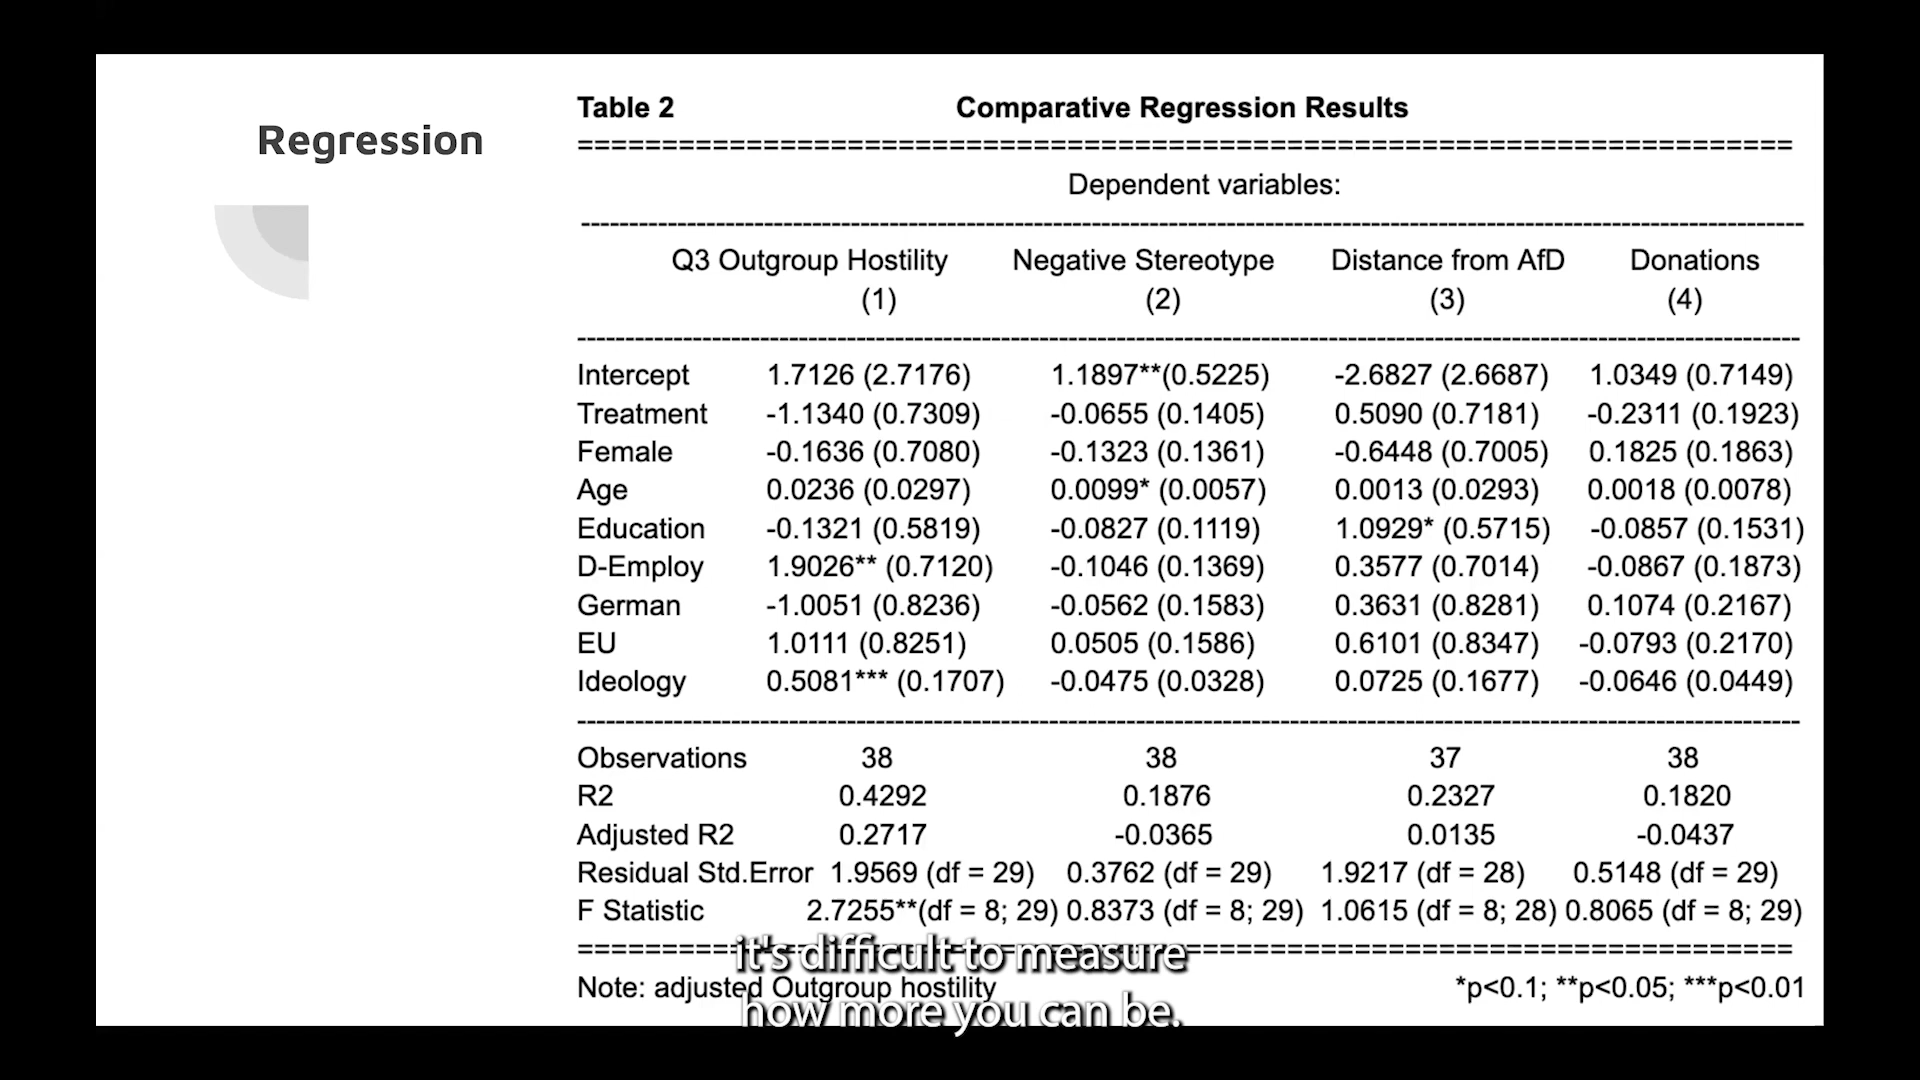 Regression
Table 2 Comparative Regression Results
========================================================================
Dependent variables:
------------------------------------------------------------------------
Q3 Outgroup Hostility Negative Stereotype Distance from AfD Donations
(1) (2) (3) (4)
------------------------------------------------------------------------
Intercept 1.7126 (2.7176) 1.1897**(0.5225) -2.6827 (2.6687) 1.0349 (0.7149)
Treatment -1.1340 (0.7309) -0.0655 (0.1405) 0.5090 (0.7181) -0.2311 (0.1923)
Female -0.1636 (0.7080) -0.1323 (0.1361) -0.6448 (0.7005) 0.1825 (0.1863)
Age 0.0236 (0.0297) 0.0099* (0.0057) 0.0013 (0.0293) 0.0018 (0.0078)
Education -0.1321 (0.5819) -0.0827 (0.1119) 1.0929* (0.5715) -0.0857 (0.1531)
D-Employ 1.9026** (0.7120) -0.1046 (0.1369) 0.3577 (0.7014) -0.0867 (0.1873)
German -1.0051 (0.8236) -0.0562 (0.1583) 0.3631 (0.8281) 0.1074 (0.2167)
EU 1.0111 (0.8251) 0.0505 (0.1586) 0.6101 (0.8347) -0.0793 (0.2170)
Ideology 0.5081*** (0.1707) -0.0475 (0.0328) 0.0725 (0.1677) -0.0646 (0.0449)
------------------------------------------------------------------------
Observations 38 38 37 38
R2 0.4292 0.1876 0.2327 0.1820
Adjusted R2 0.2717 -0.0365 0.0135 -0.0437
Residual Std.Error 1.9569 (df = 29) 0.3762 (df = 29) 1.9217 (df = 28) 0.5148 (df = 29)
F Statistic 2.7255**(df = 8; 29) 0.8373 (df = 8; 29) 1.0615 (df = 8; 28) 0.8065 (df = 8; 29)
========================================================================
Note: adjusted Outgroup hostility *p<0.1; **p<0.05; ***p<0.01
it's difficult to measure
how more you can be.